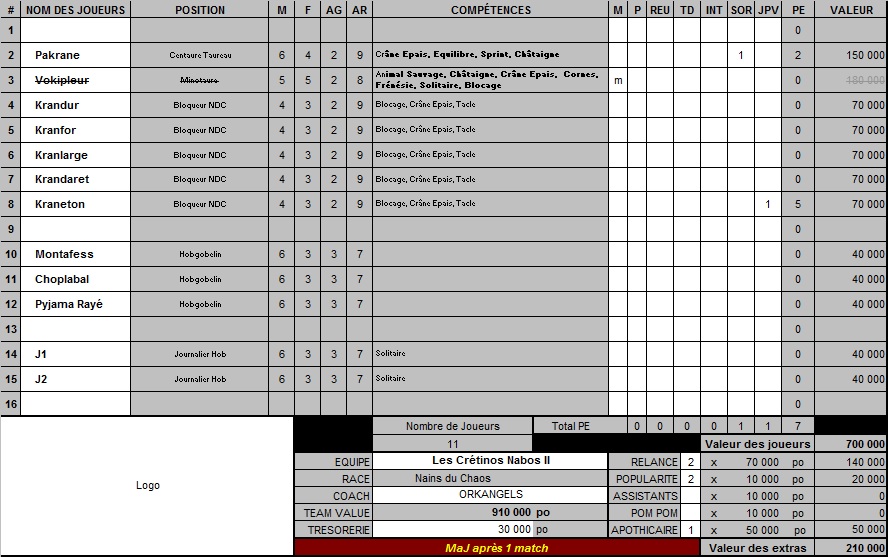 # NOM DES JOUEURS POSITION M F AG AR COMPÉTENCES M P REU TD INT SOR JPV PE VALEUR
1 0
2 Pakrane Centaure Taureau 6 4 2 9 Crâne Epais, Equilibre, Sprint, Châtaigne 1 2 150 000
3 Vokipleur Minotaure 5 5 2 8 Animal Sauvage, Châtaigne, Crâne Epais, Cornes, Frénésie, Solitaire, Blocage m 0 180 000
4 Krandur Bloqueur NDC 4 3 2 9 Blocage, Crâne Epais, Tacle 0 70 000
5 Kranfor Bloqueur NDC 4 3 2 9 Blocage, Crâne Epais, Tacle 0 70 000
6 Kranlarge Bloqueur NDC 4 3 2 9 Blocage, Crâne Epais, Tacle 0 70 000
7 Krandaret Bloqueur NDC 4 3 2 9 Blocage, Crâne Epais, Tacle 0 70 000
8 Kraneton Bloqueur NDC 4 3 2 9 Blocage, Crâne Epais, Tacle 1 5 70 000
9 0
10 Montafess Hobgobelin 6 3 3 7 0 40 000
11 Choplabal Hobgobelin 6 3 3 7 0 40 000
12 Pyjama Rayé Hobgobelin 6 3 3 7 0 40 000
13 0
14 J1 Journalier Hob 6 3 3 7 Solitaire 0 40 000
15 J2 Journalier Hob 6 3 3 7 Solitaire 0 40 000
16 0
Nombre de Joueurs Total PE 0 0 0 0 1 1 7
11 Valeur des joueurs 700 000
Logo
EQUIPE Les Crétinos Nabos II RELANCE 2 x 70 000 po 140 000
RACE Nains du Chaos POPULARITE 2 x 10 000 po 20 000
COACH ORKANGELS ASSISTANTS x 10 000 po 0
TEAM VALUE 910 000 po POM POM x 10 000 po 0
TRESORERIE 30 000 po APOTHICAIRE 1 x 50 000 po 50 000
MaJ après 1 match Valeur des extras 210 000